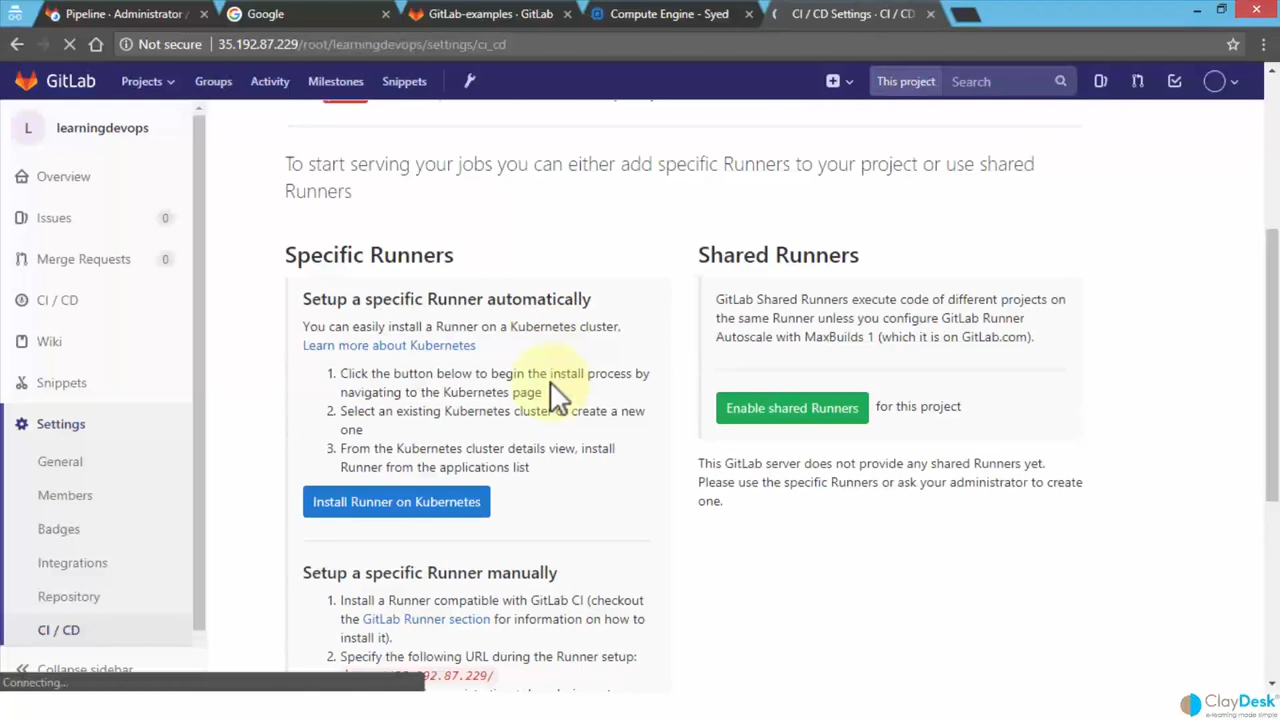 Pipeline · Administrator
Google
GitLab-examples · GitLab
Compute Engine - Syed
CI / CD Settings · CI / CD
Not secure
35.192.87.229/root/learningdevops/settings/ci_cd
GitLab
Projects
Groups
Activity
Milestones
Snippets
This project
Search
L
learningdevops
Overview
Issues
0
Merge Requests
0
CI / CD
Wiki
Snippets
Settings
General
Members
Badges
Integrations
Repository
CI / CD
Collapse sidebar
Connecting...
To start serving your jobs you can either add specific Runners to your project or use shared
Runners
Specific Runners
Setup a specific Runner automatically
You can easily install a Runner on a Kubernetes cluster.
Learn more about Kubernetes
1. Click the button below to begin the install process by
navigating to the Kubernetes page
2. Select an existing Kubernetes cluster or create a new
one
3. From the Kubernetes cluster details view, install
Runner from the applications list
Install Runner on Kubernetes
Setup a specific Runner manually
1. Install a Runner compatible with GitLab CI (checkout
the GitLab Runner section for information on how to
install it).
2. Specify the following URL during the Runner setup:
92.87.229/
Shared Runners
GitLab Shared Runners execute code of different projects on
the same Runner unless you configure GitLab Runner
Autoscale with MaxBuilds 1 (which it is on GitLab.com).
Enable shared Runners for this project
This GitLab server does not provide any shared Runners yet.
Please use the specific Runners or ask your administrator to create
one.
ClayDesk
e-learning made simple